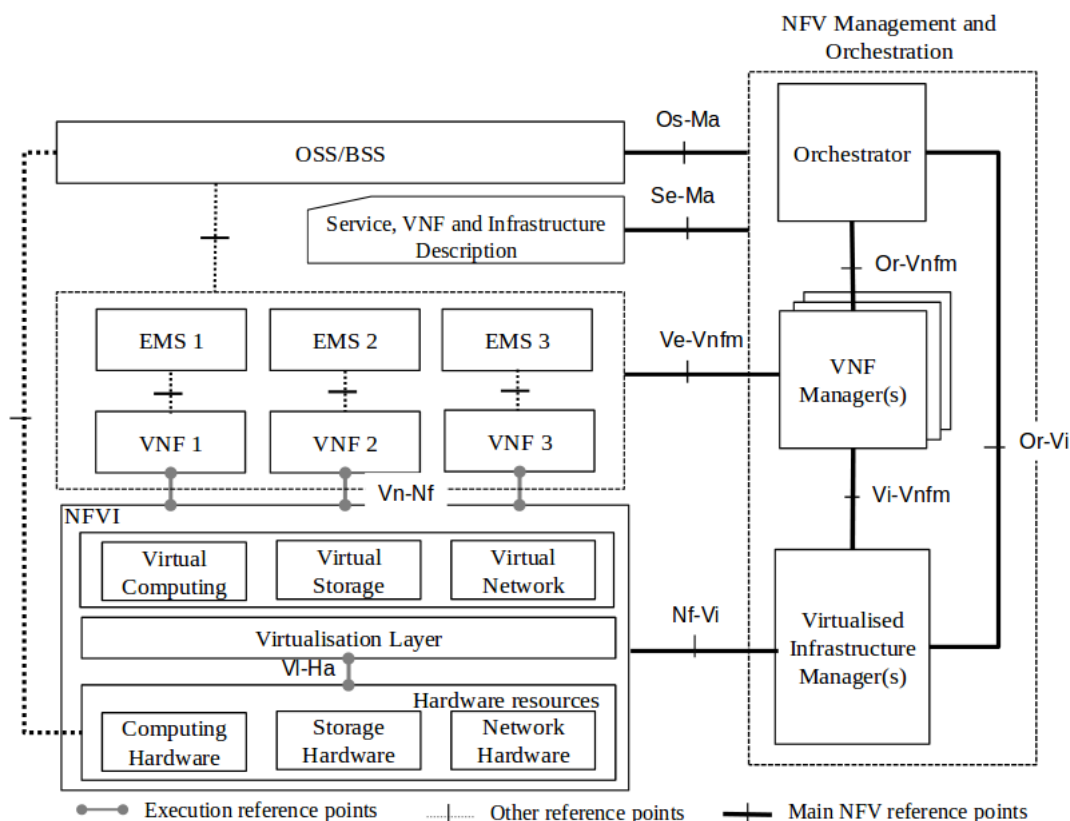 NFV Management and
Orchestration
Os-Ma
OSS/BSS
Orchestrator
Se-Ma
Service, VNF and Infrastructure
Description
Or-Vnfm
EMS 1
EMS 2
EMS 3
Ve-Vnfm
VNF
Manager(s)
VNF 1
VNF 2
VNF 3
Or-Vi
Vn-Nf
Vi-Vnfm
NFVI
Virtual
Computing
Virtual
Storage
Virtual
Network
Nf-Vi
Virtualised
Infrastructure
Manager(s)
Virtualisation Layer
Vl-Ha
Hardware resources
Computing
Hardware
Storage
Hardware
Network
Hardware
Execution reference points
Other reference points
Main NFV reference points